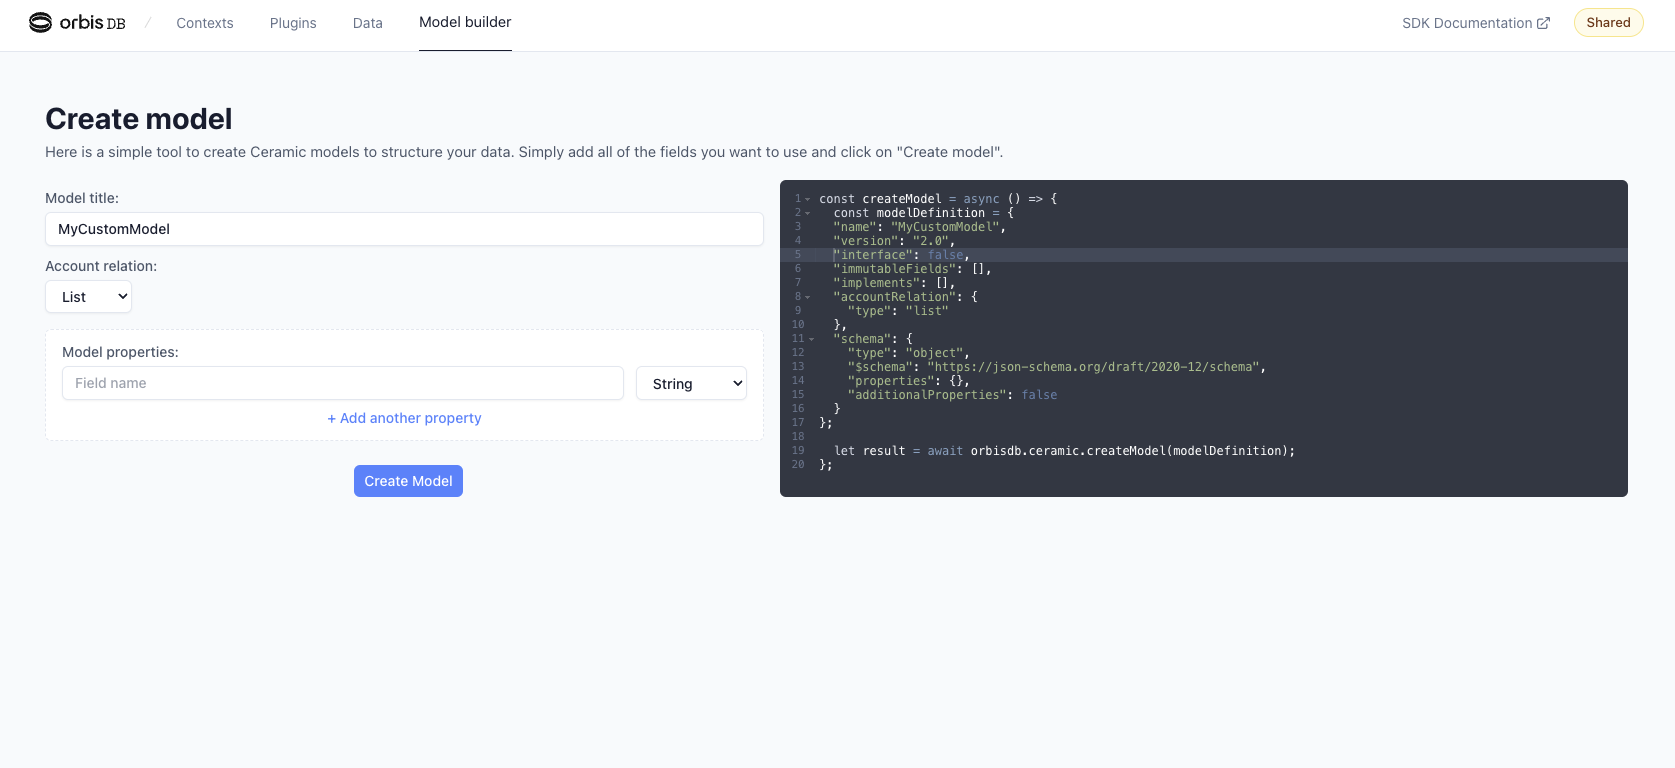 orbis DB / Contexts Plugins Data Model builder SDK Documentation Shared
Create model
Here is a simple tool to create Ceramic models to structure your data. Simply add all of the fields you want to use and click on "Create model".
Model title:
MyCustomModel
Account relation:
List
Model properties:
Field name String
+ Add another property
Create Model
1 const createModel = async () => {
2 const modelDefinition = {
3 "name": "MyCustomModel",
4 "version": "2.0",
5 "interface": false,
6 "immutableFields": [],
7 "implements": [],
8 "accountRelation": {
9 "type": "list"
10 },
11 "schema": {
12 "type": "object",
13 "$schema": "https://json-schema.org/draft/2020-12/schema",
14 "properties": {},
15 "additionalProperties": false
16 }
17 };
18
19 let result = await orbisdb.ceramic.createModel(modelDefinition);
20 };